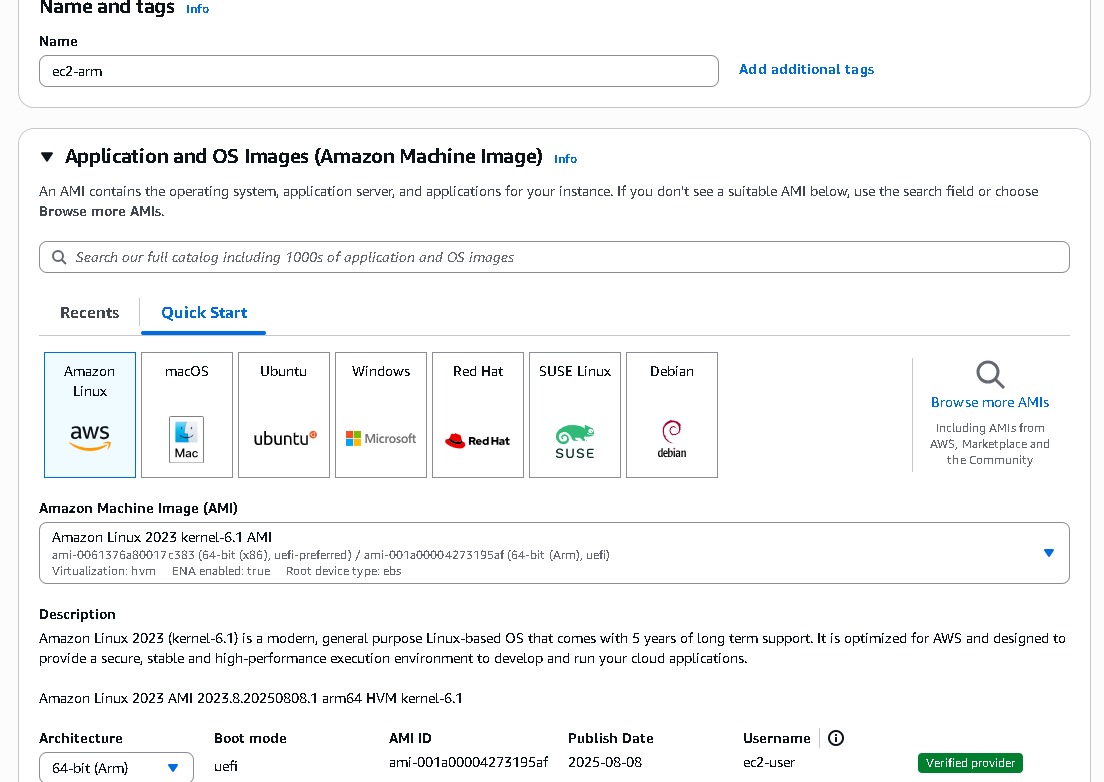 Name and tags Info
Name
ec2-arm
Add additional tags
Application and OS Images (Amazon Machine Image) Info
An AMI contains the operating system, application server, and applications for your instance. If you don't see a suitable AMI below, use the search field or choose
Browse more AMIs.
Search our full catalog including 1000s of application and OS images
Recents
Quick Start
Amazon
Linux
aws
macOS
Mac
Ubuntu
ubuntu
Windows
Microsoft
Red Hat
Red Hat
SUSE Linux
SUSE
Debian
debian
Browse more AMIs
Including AMIs from
AWS, Marketplace and
the Community
Amazon Machine Image (AMI)
Amazon Linux 2023 kernel-6.1 AMI
ami-0061376a80017c383 (64-bit (x86), uefi-preferred) / ami-001a00004273195af (64-bit (Arm), uefi)
Virtualization: hvm ENA enabled: true Root device type: ebs
Description
Amazon Linux 2023 (kernel-6.1) is a modern, general purpose Linux-based OS that comes with 5 years of long term support. It is optimized for AWS and designed to
provide a secure, stable and high-performance execution environment to develop and run your cloud applications.
Amazon Linux 2023 AMI 2023.8.20250808.1 arm64 HVM kernel-6.1
Architecture Boot mode AMI ID Publish Date Username
64-bit (Arm) uefi ami-001a00004273195af 2025-08-08 ec2-user Verified provider